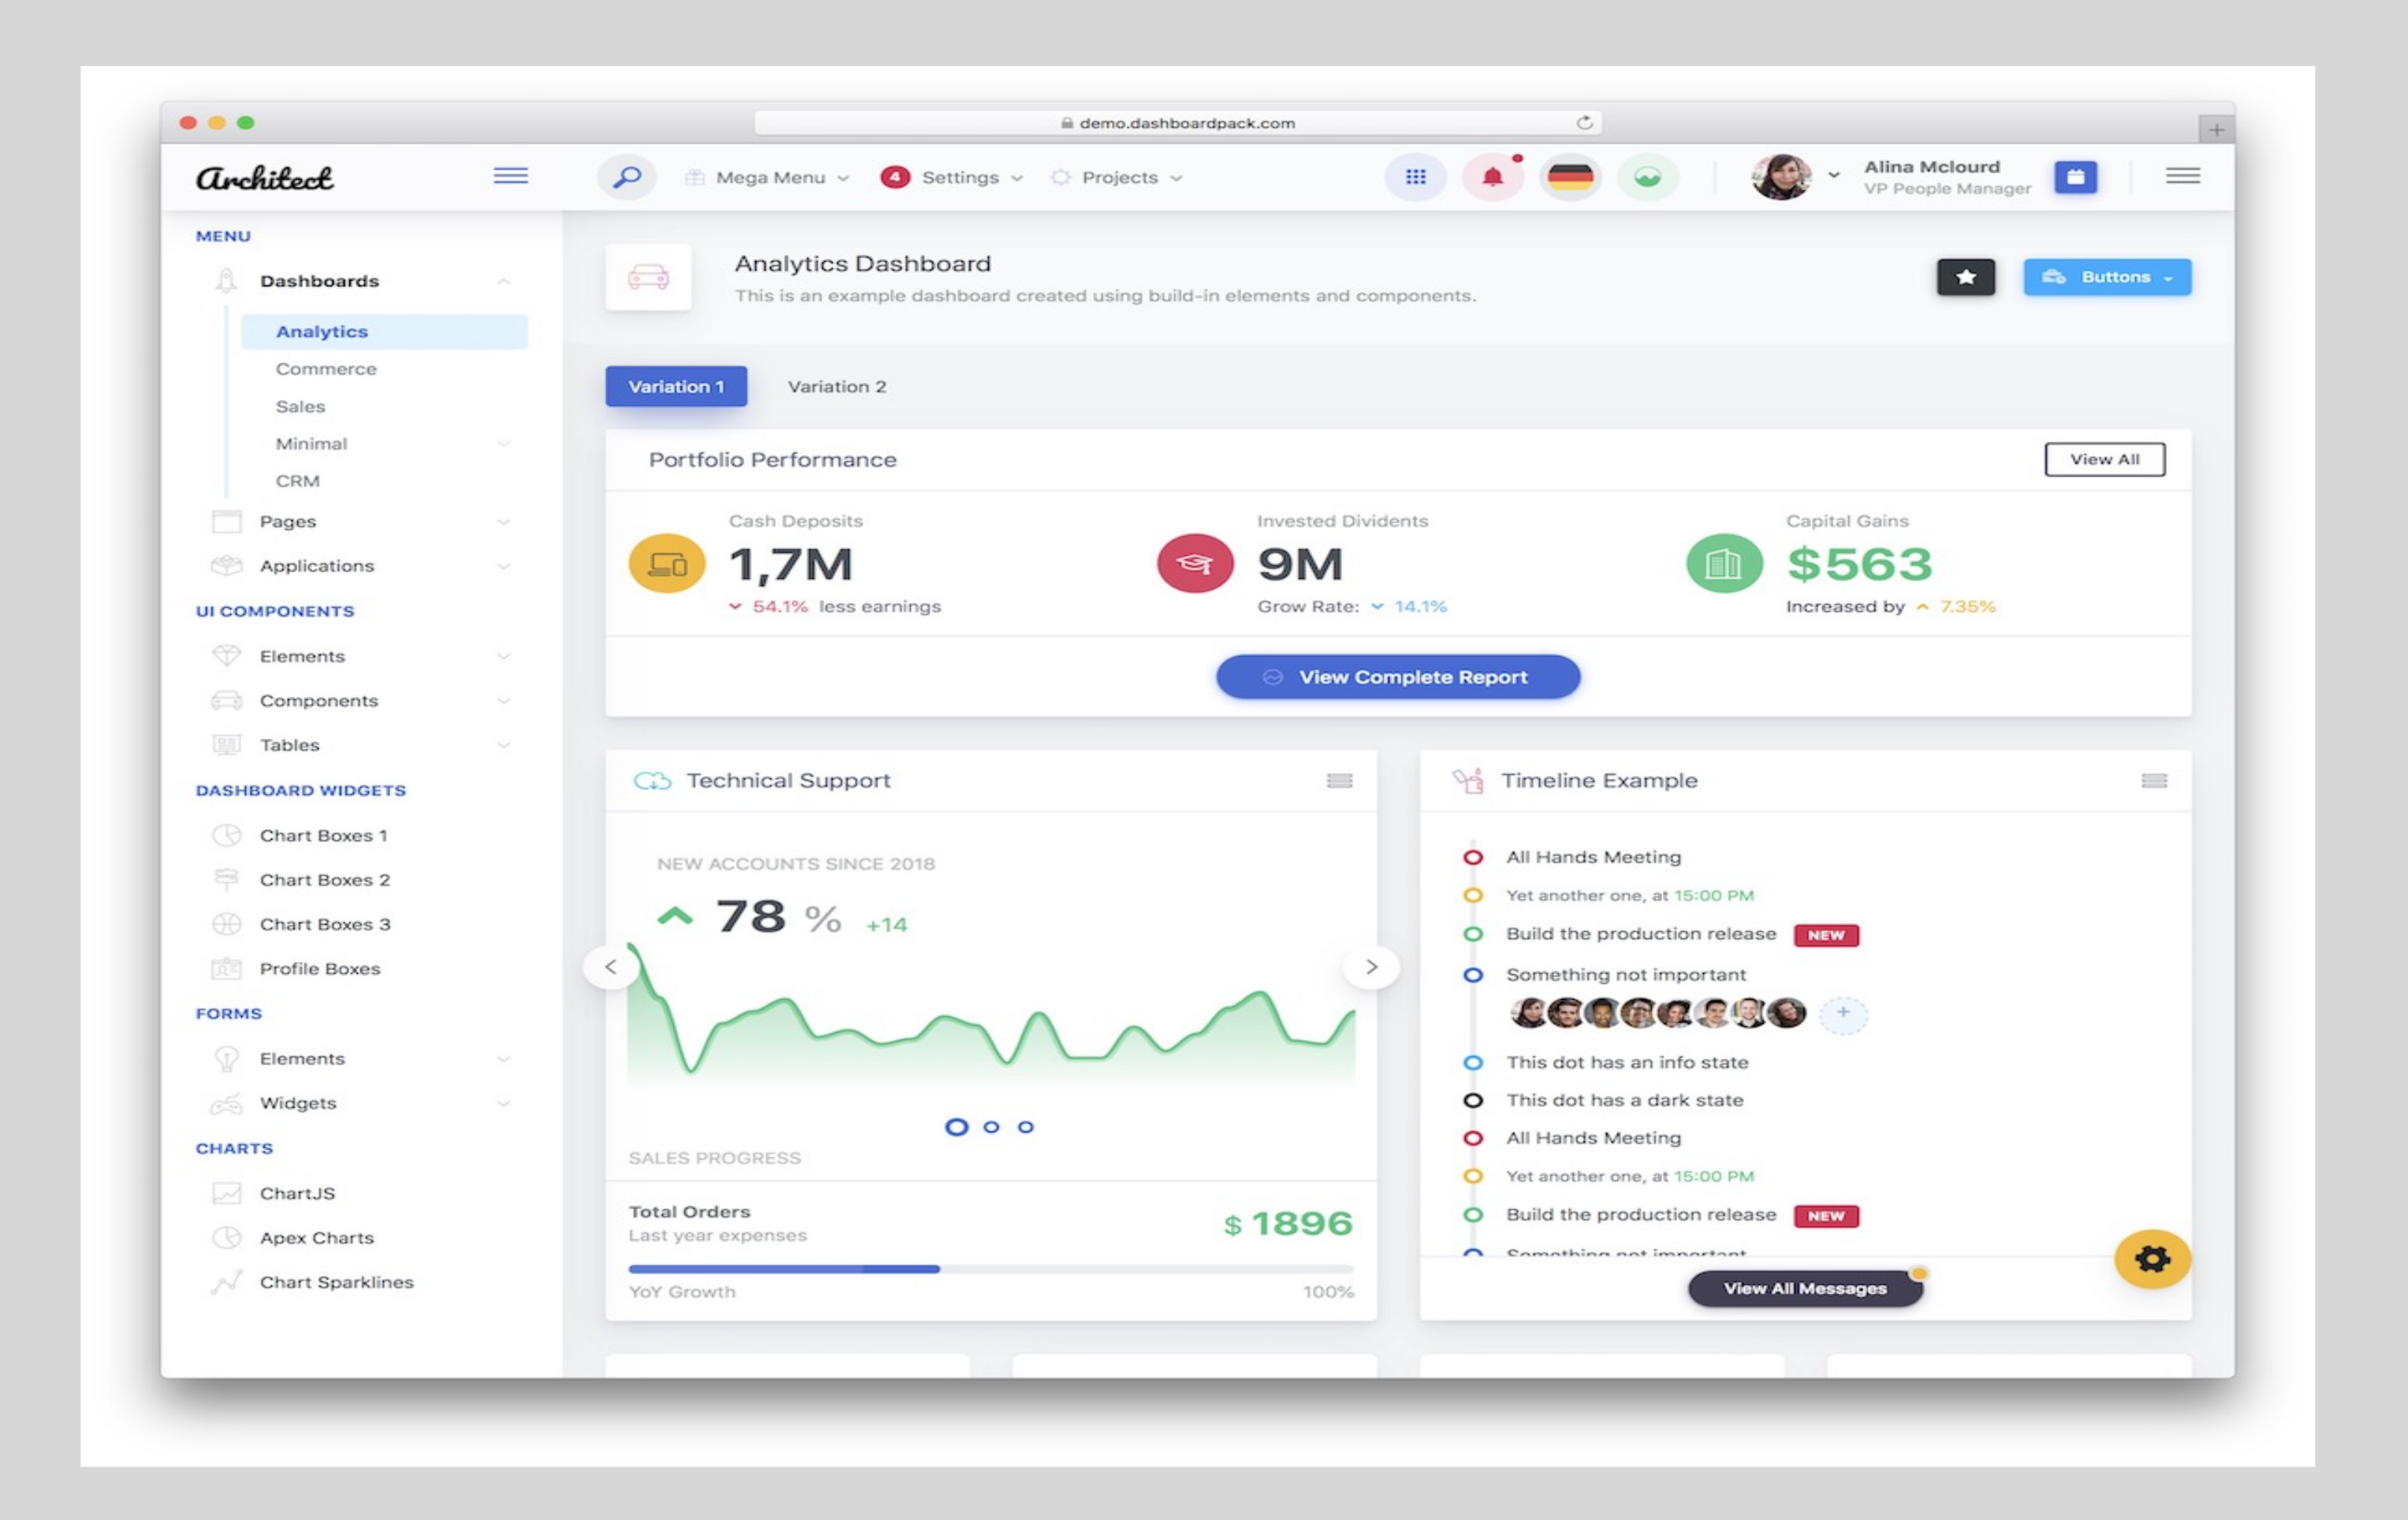 demo.dashboardpack.com
Architect
Mega Menu
4
Settings
Projects
Alina Mclourd
VP People Manager
MENU
Dashboards
Analytics
Commerce
Sales
Minimal
CRM
Pages
Applications
UI COMPONENTS
Elements
Components
Tables
DASHBOARD WIDGETS
Chart Boxes 1
Chart Boxes 2
Chart Boxes 3
Profile Boxes
FORMS
Elements
Widgets
CHARTS
ChartJS
Apex Charts
Chart Sparklines
Analytics Dashboard
This is an example dashboard created using build-in elements and components.
Buttons
Variation 1
Variation 2
Portfolio Performance
View All
Cash Deposits
1,7M
54.1% less earnings
Invested Dividents
9M
Grow Rate: 14.1%
Capital Gains
$563
Increased by 7.35%
View Complete Report
Technical Support
NEW ACCOUNTS SINCE 2018
78 % +14
SALES PROGRESS
Total Orders
Last year expenses
$ 1896
YoY Growth
100%
Timeline Example
All Hands Meeting
Yet another one, at 15:00 PM
Build the production release NEW
Something not important
+
This dot has an info state
This dot has a dark state
All Hands Meeting
Yet another one, at 15:00 PM
Build the production release NEW
Something not important
View All Messages